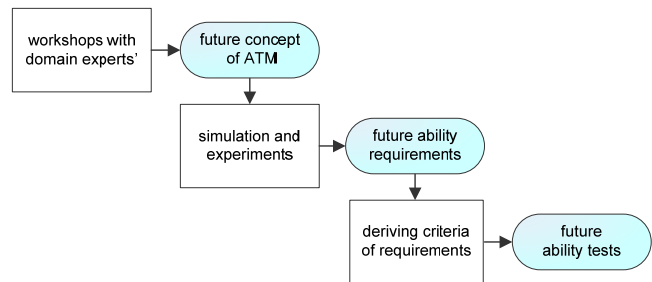 workshops with
domain experts’
future concept
of ATM
simulation and
experiments
future ability
requirements
deriving criteria
of requirements
future
ability tests